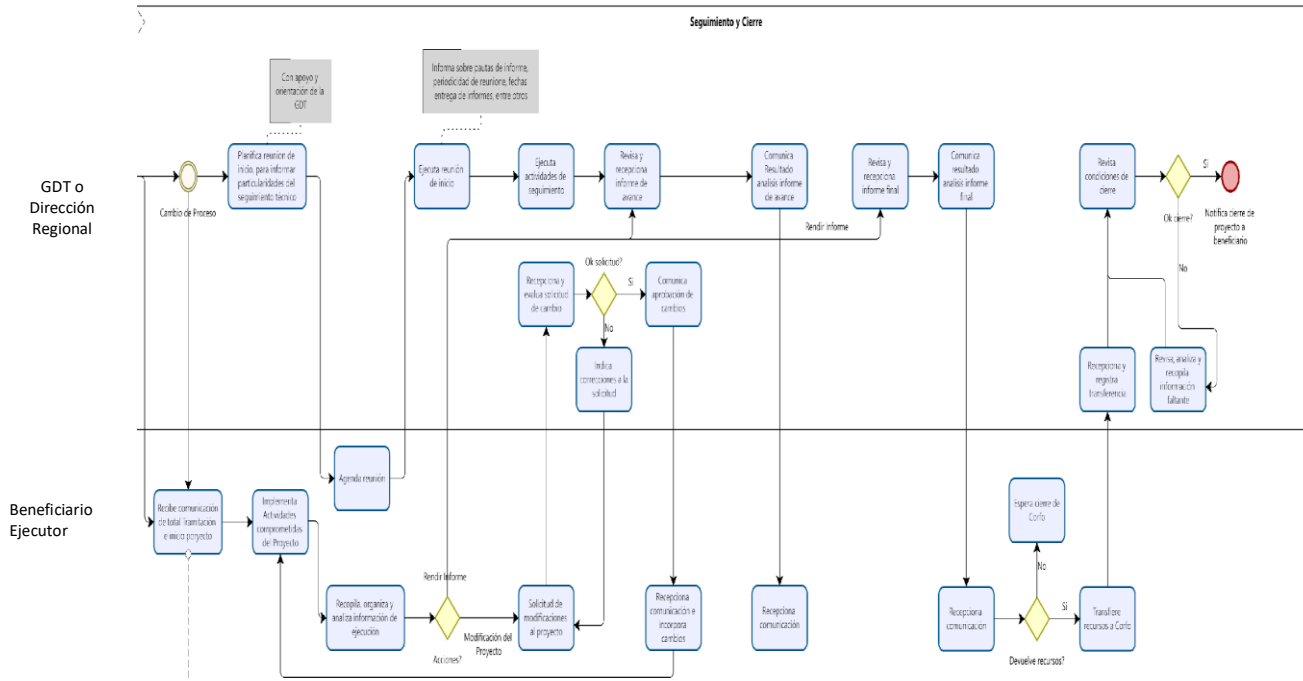 Seguimiento y Cierre
Con apoyo y
orientación de la
GDT
Informa sobre pautas de informe,
periodicidad de reunione, fechas
entrega de informes, entre otros
GDT o
Dirección
Regional
Cambio de Proceso
Planifica reunion de
inicio, para informar
particularidades del
seguimiento técnico
Ejecuta reunión
de inicio
Ejecuta
actividades de
seguimiento
Revisa y
recepciona
informe de
avance
Comunica
Resultado
analisis informe
de avance
Revisa y
recepciona
informe final
Comunica
resultado
analisis informe
final
Revisa
condiciones de
cierre
Si
Ok cierre?
Notifica cierre de
proyecto a
beneficiario
No
Rendir Informe
Recepciona y
evalua solicitud
de cambio
Ok solicitud?
Si
Comunica
aprobación de
cambios
No
Indica
correcciones a la
solicitud
Recepciona y
registra
transferencia
Revisa, analiza y
recopila
información
faltante
Beneficiario
Ejecutor
Agenda reunión
Recibe comunicación
de total Tramitación
e inicio poryecto
Implementa
Actividades
comprometidas
del Proyecto
Recopila, organiza y
analiza información de
ejecución
Rendir Informe
Acciones?
Modificación del
Proyecto
Solicitud de
modificaciones
al proyecto
Recepciona
comunicación e
incorpora
cambios
Recepciona
comunicación
Recepciona
comunicación
Espera cierre de
Corfo
No
Devuelve recursos?
Si
Transfiere
recursos a Corfo